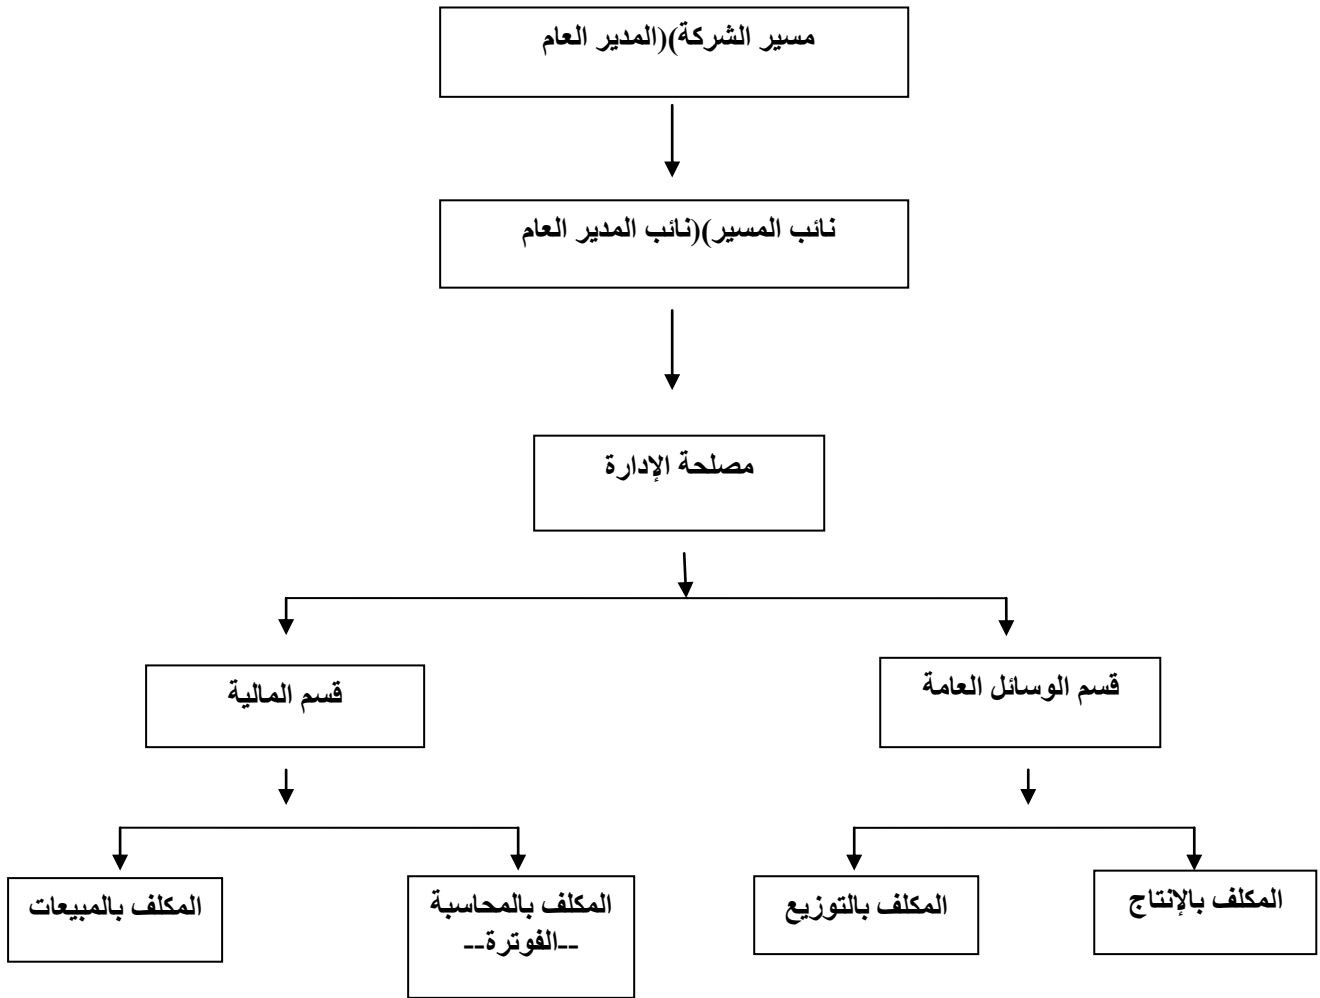 مسير الشركة)(المدير العام
نائب المسير)(نائب المدير العام
مصلحة الإدارة
قسم الوسائل العامة
قسم المالية
المكلف بالإنتاج
المكلف بالتوزيع
المكلف بالمحاسبة
--الفوترة--
المكلف بالمبيعات